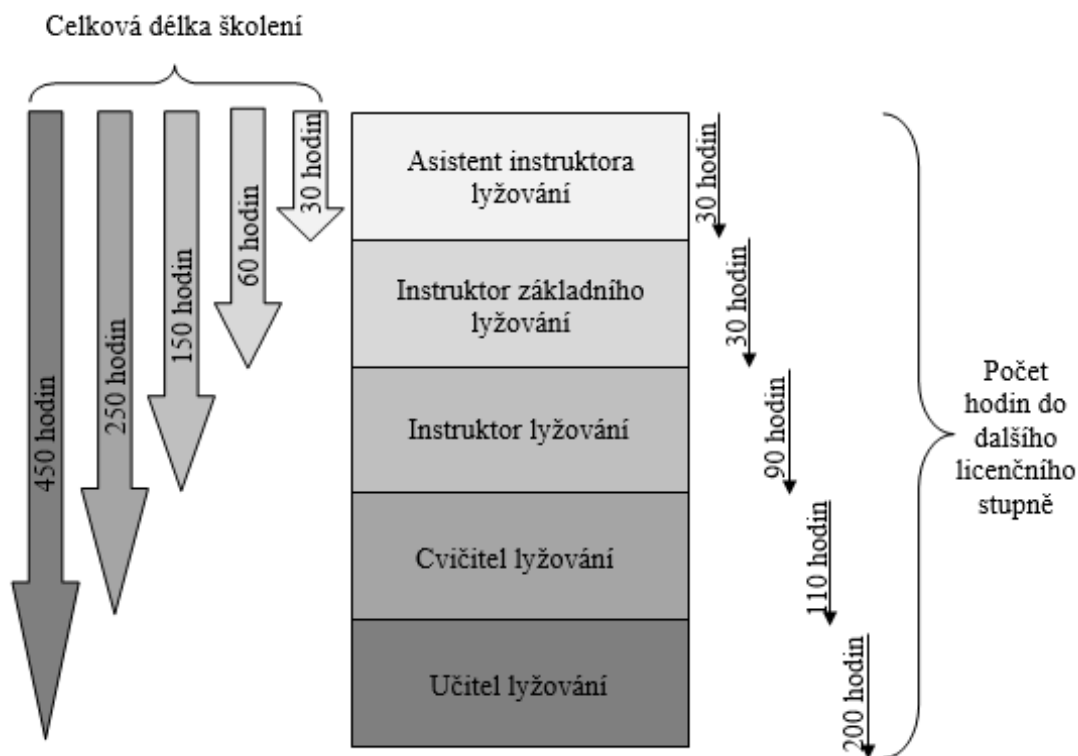 Celková délka školení
450 hodin
250 hodin
150 hodin
60 hodin
30 hodin
Asistent instruktora
lyžování
Instruktor základního
lyžování
Instruktor lyžování
Cvičitel lyžování
Učitel lyžování
30 hodin
30 hodin
90 hodin
110 hodin
200 hodin
Počet
hodin do
dalšího
licenčního
stupně